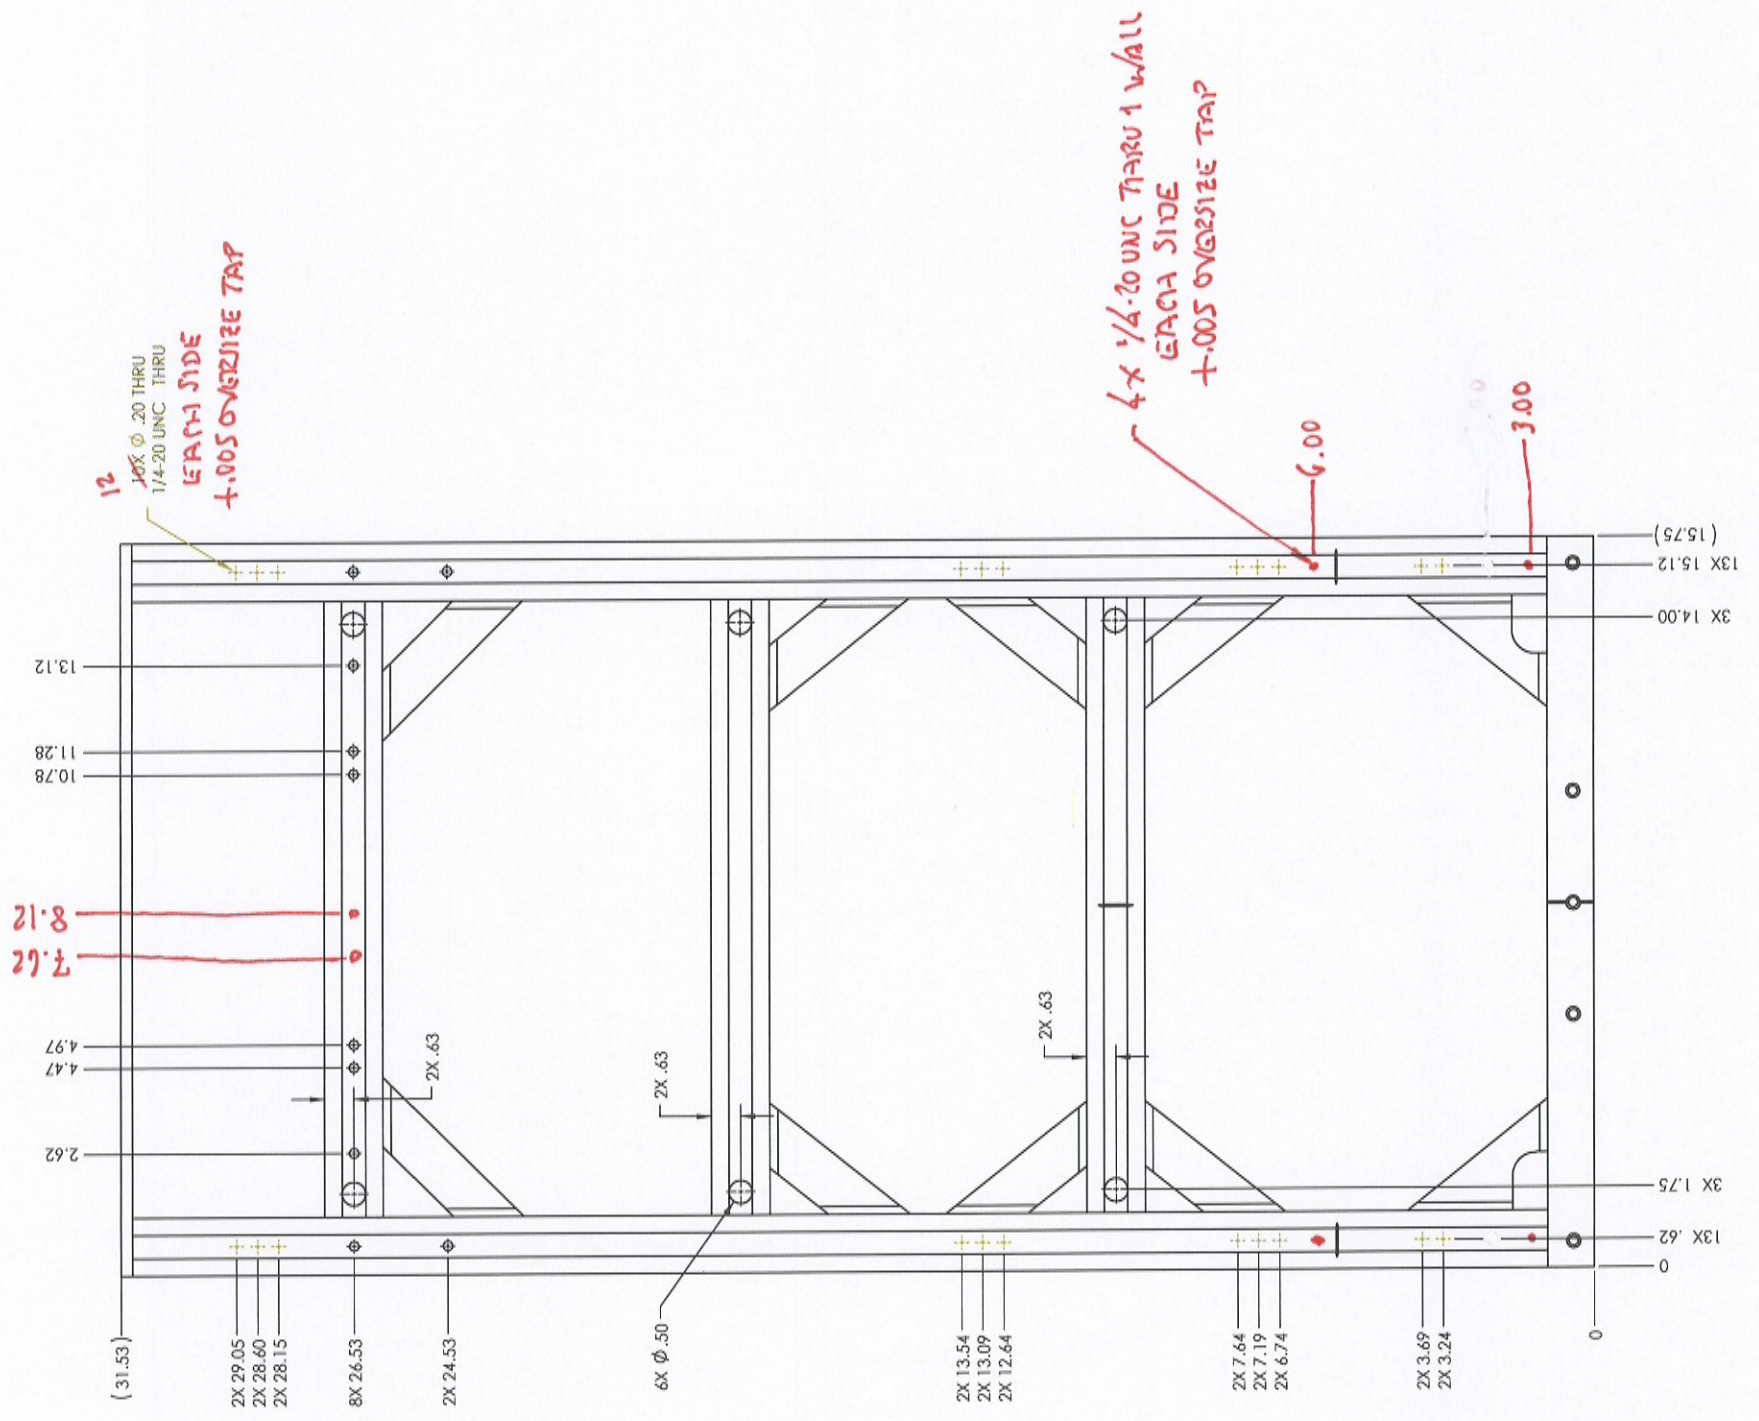 12
10X Ø .20 THRU
1/4-20 UNC THRU
EACH SIDE
+.005 OVERSIZE TAP
4X 1/4-20 UNC THRU 1 WALL
EACH SIDE
+.005 OVERSIZE TAP
6.00
3.00
(15.75)
13X 15.12
3X 14.00
3X 1.75
13X .62
0
13.12
11.28
10.78
8.12
7.62
4.97
4.47
2.62
2X .63
2X .63
2X .63
6X Ø .50
(31.53)
2X 29.05
2X 28.60
2X 28.15
8X 26.53
2X 24.53
2X 13.54
2X 13.09
2X 12.64
2X 7.64
2X 7.19
2X 6.74
2X 3.69
2X 3.24
0